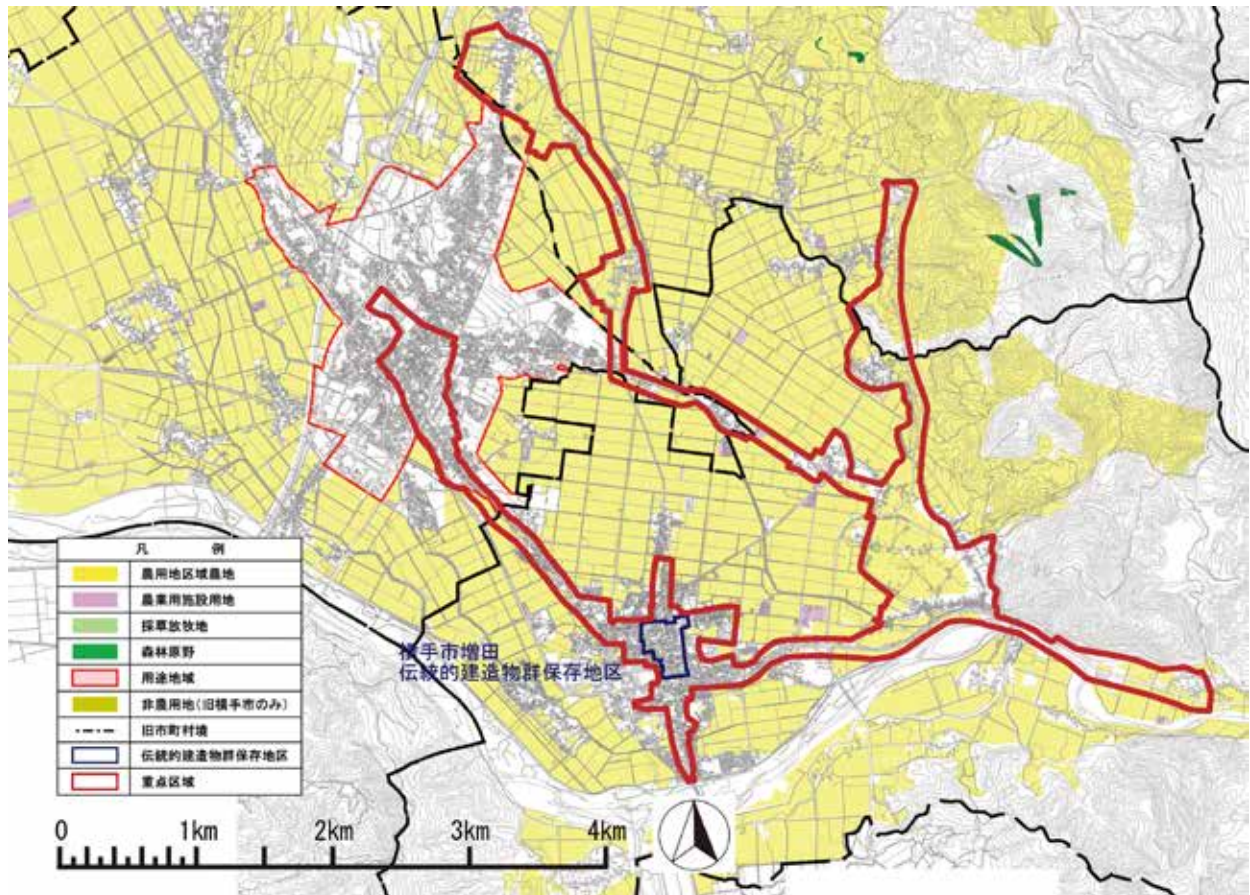 横手市増田
伝統的建造物群保存地区
凡 例
農用地区域農地
農業用施設用地
採草放牧地
森林原野
用途地域
非農用地(旧横手市のみ)
旧市町村境
伝統的建造物群保存地区
重点区域
0 1km 2km 3km 4km